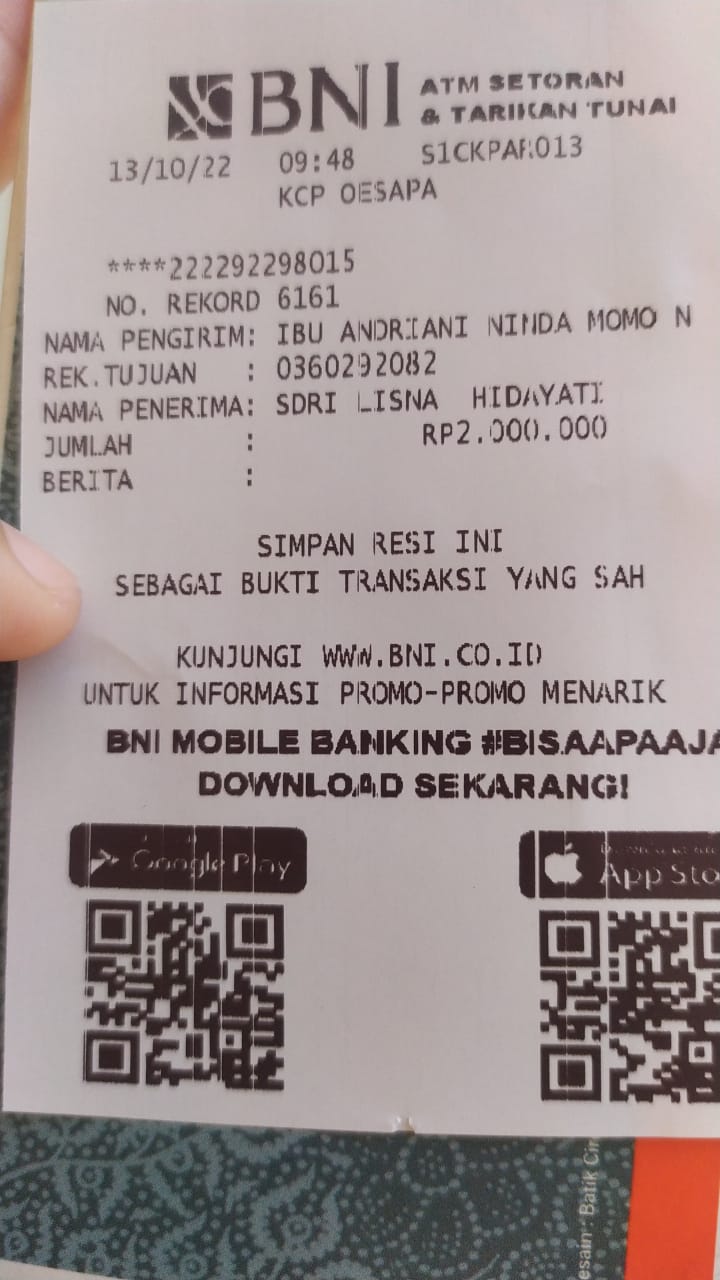 BNI ATM SETORAN
& TARIKAN TUNAI
13/10/22 09:48 S1CKPAR013
KCP OESAPA
****222292298015
NO. REKORD 6161
NAMA PENGIRIM: IBU ANDRIANI NINDA MOMO N
REK.TUJUAN : 0360292082
NAMA PENERIMA: SDRI LISNA HIDAYATI
JUMLAH : RP2.000.000
BERITA :
SIMPAN RESI INI
SEBAGAI BUKTI TRANSAKSI YANG SAH
KUNJUNGI WWW.BNI.CO.ID
UNTUK INFORMASI PROMO-PROMO MENARIK
BNI MOBILE BANKING #BISAAPAAJA
DOWNLOAD SEKARANG!
Google Play
App Sto
esain : Batik Cir